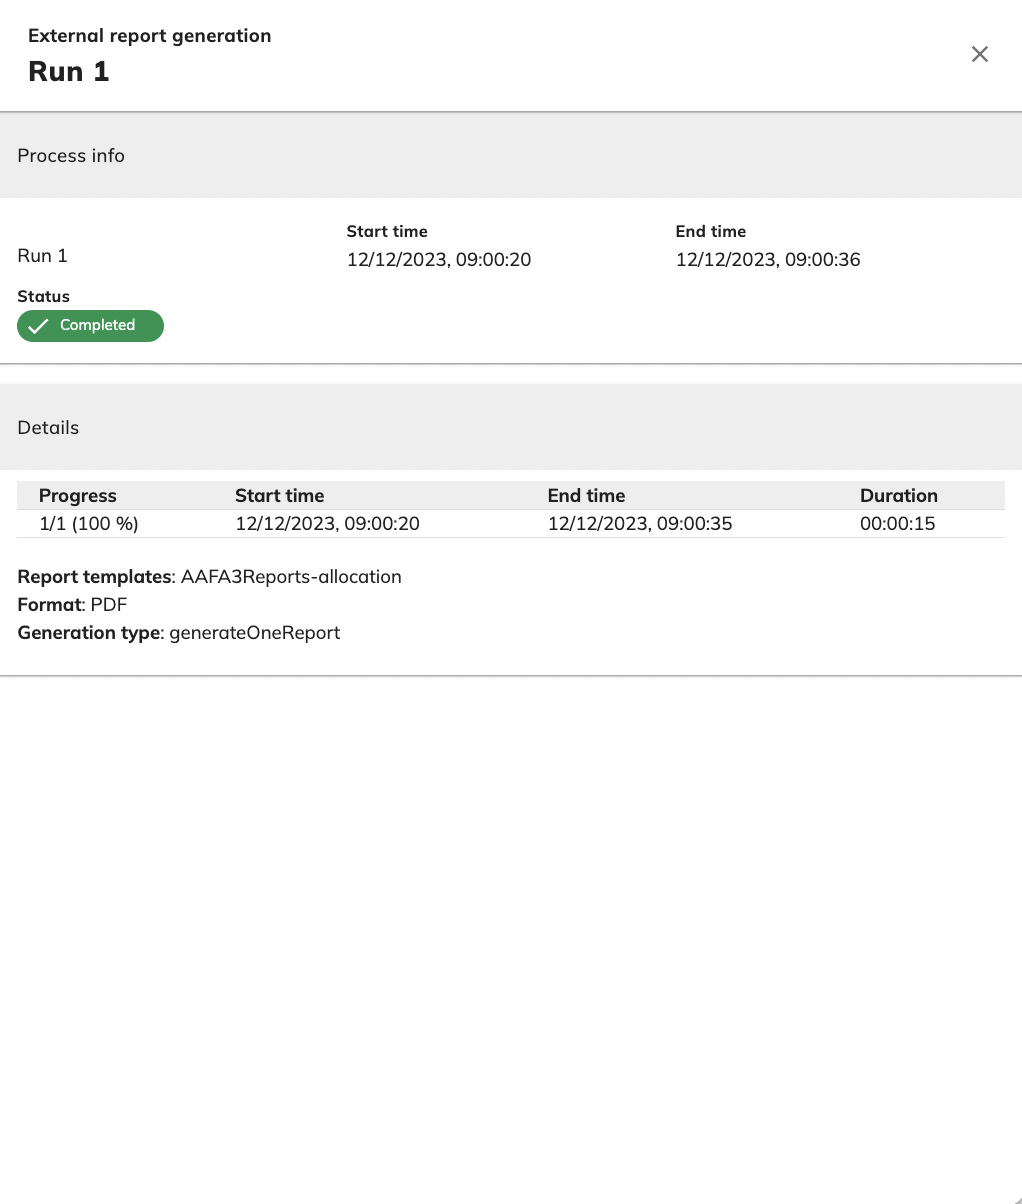 External report generation
Run 1
Process info
Start time End time
Run 1 12/12/2023, 09:00:20 12/12/2023, 09:00:36
Status
Completed
Details
Progress Start time End time Duration
1/1 (100 %) 12/12/2023, 09:00:20 12/12/2023, 09:00:35 00:00:15
Report templates: AAFA3Reports-allocation
Format: PDF
Generation type: generateOneReport